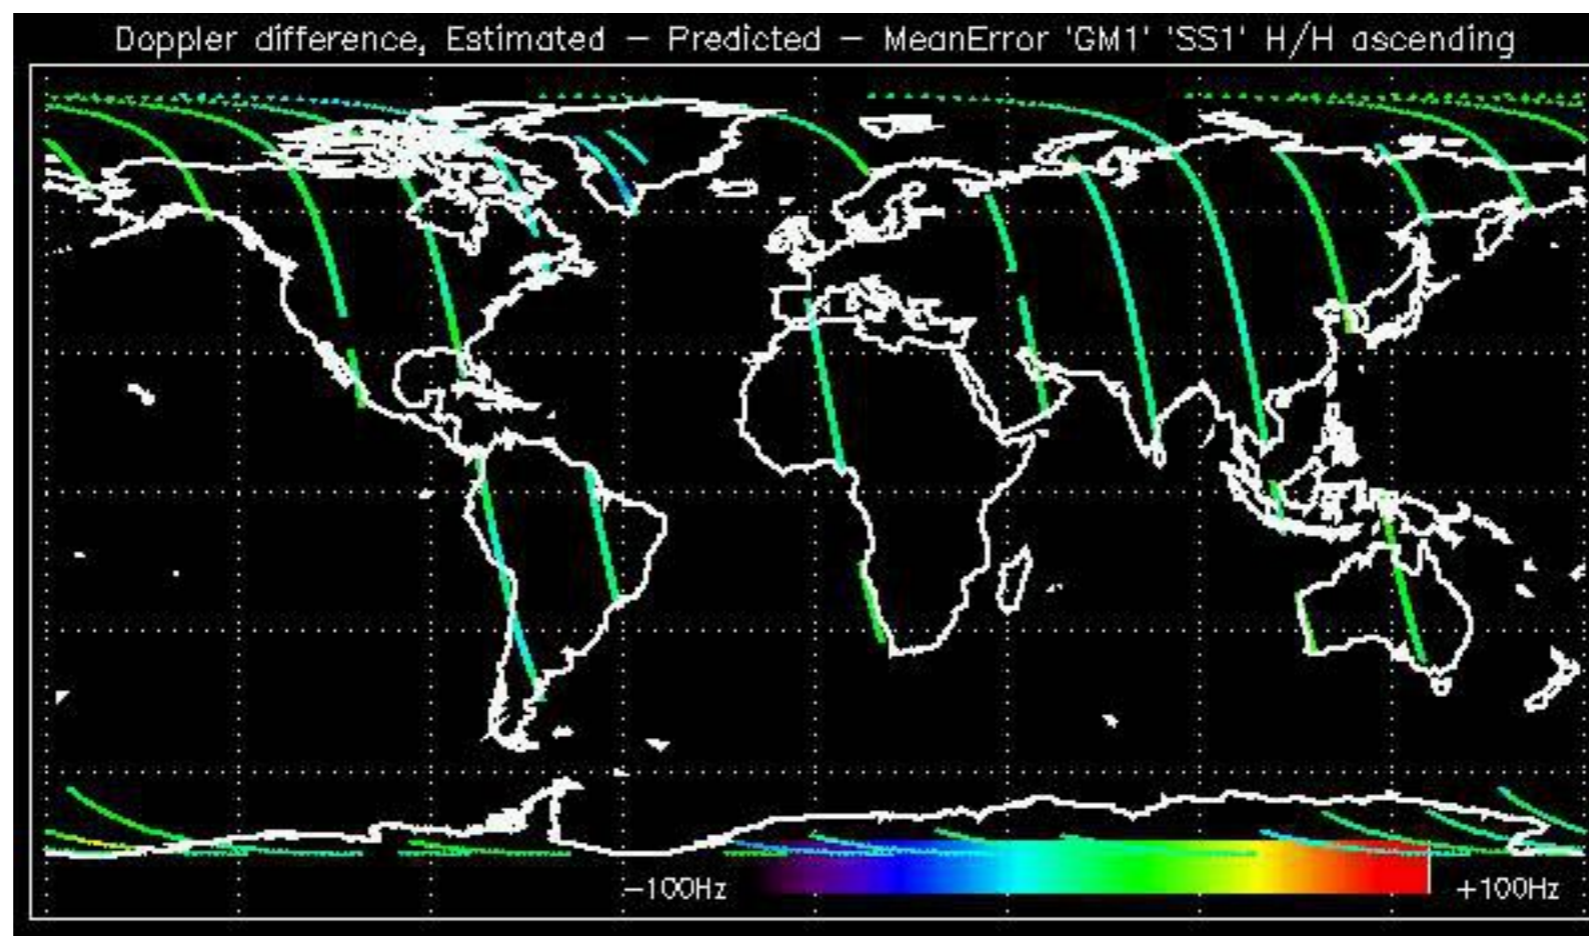 Doppler difference, Estimated – Predicted – MeanError 'GM1' 'SS1' H/H ascending
–100Hz
+100Hz